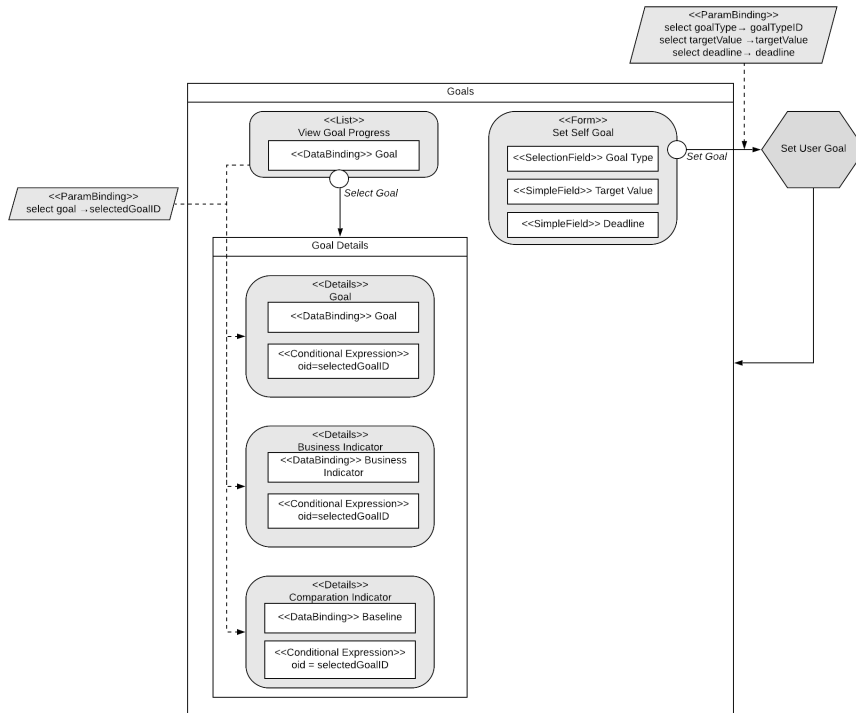 <<ParamBinding>>
select goalType→ goalTypeID
select targetValue →targetValue
select deadline→ deadline
Goals
<<List>>
View Goal Progress
<<DataBinding>> Goal
Select Goal
<<Form>>
Set Self Goal
<<SelectionField>> Goal Type
<<SimpleField>> Target Value
<<SimpleField>> Deadline
Set Goal
Set User Goal
<<ParamBinding>>
select goal →selectedGoalID
Goal Details
<<Details>>
Goal
<<DataBinding>> Goal
<<Conditional Expression>>
oid=selectedGoalID
<<Details>>
Business Indicator
<<DataBinding>> Business
Indicator
<<Conditional Expression>>
oid=selectedGoalID
<<Details>>
Comparation Indicator
<<DataBinding>> Baseline
<<Conditional Expression>>
oid = selectedGoalID